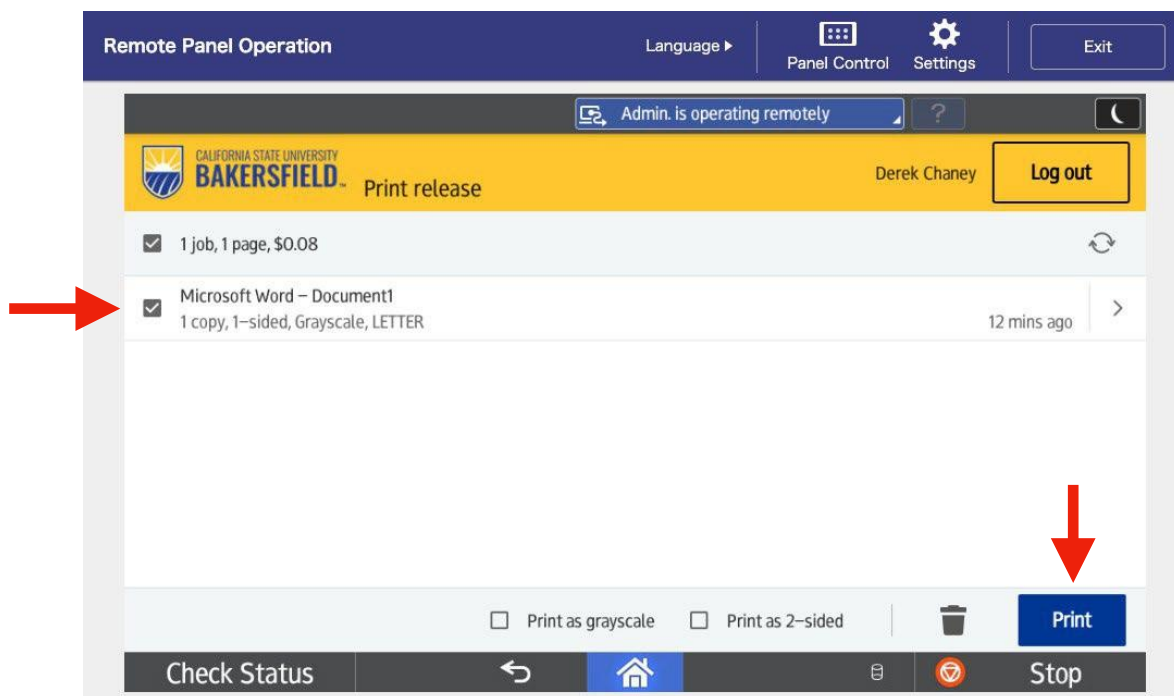 Remote Panel Operation
Language ▶
Panel Control
Settings
Exit
Admin. is operating remotely
?
CALIFORNIA STATE UNIVERSITY
BAKERSFIELD™
Print release
Derek Chaney
Log out
1 job, 1 page, $0.08
Microsoft Word – Document1
1 copy, 1–sided, Grayscale, LETTER
12 mins ago
Print as grayscale
Print as 2–sided
Print
Check Status
Stop